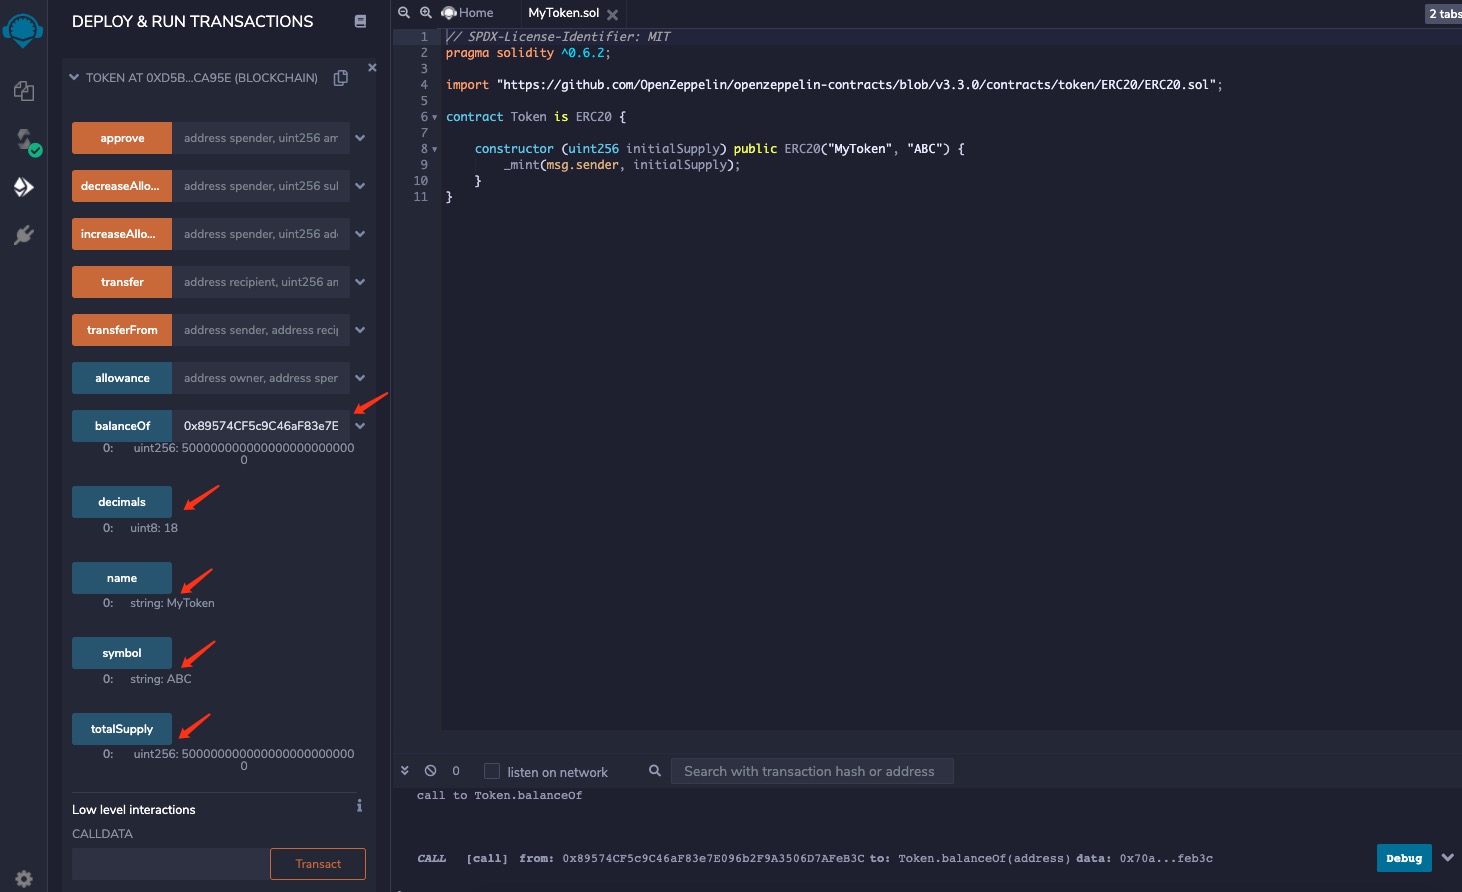 DEPLOY & RUN TRANSACTIONS
TOKEN AT 0XD5B...CA95E (BLOCKCHAIN)
approve address spender, uint256 am
decreaseAllo... address spender, uint256 sul
increaseAllo... address spender, uint256 ad
transfer address recipient, uint256 am
transferFrom address sender, address recip
allowance address owner, address sper
balanceOf 0x89574CF5c9C46aF83e7E
0: uint256: 500000000000000000000000
0
decimals
0: uint8: 18
name
0: string: MyToken
symbol
0: string: ABC
totalSupply
0: uint256: 500000000000000000000000
0
Low level interactions
CALLDATA
Transact
Home MyToken.sol 2 tabs
1 // SPDX-License-Identifier: MIT
2 pragma solidity ^0.6.2;
3
4 import "https://github.com/OpenZeppelin/openzeppelin-contracts/blob/v3.3.0/contracts/token/ERC20/ERC20.sol";
5
6 contract Token is ERC20 {
7
8 constructor (uint256 initialSupply) public ERC20("MyToken", "ABC") {
9 _mint(msg.sender, initialSupply);
10 }
11 }
0 listen on network Search with transaction hash or address
call to Token.balanceOf
CALL [call] from: 0x89574CF5c9C46aF83e7E096b2F9A3506D7AFeB3C to: Token.balanceOf(address) data: 0x70a...feb3c Debug